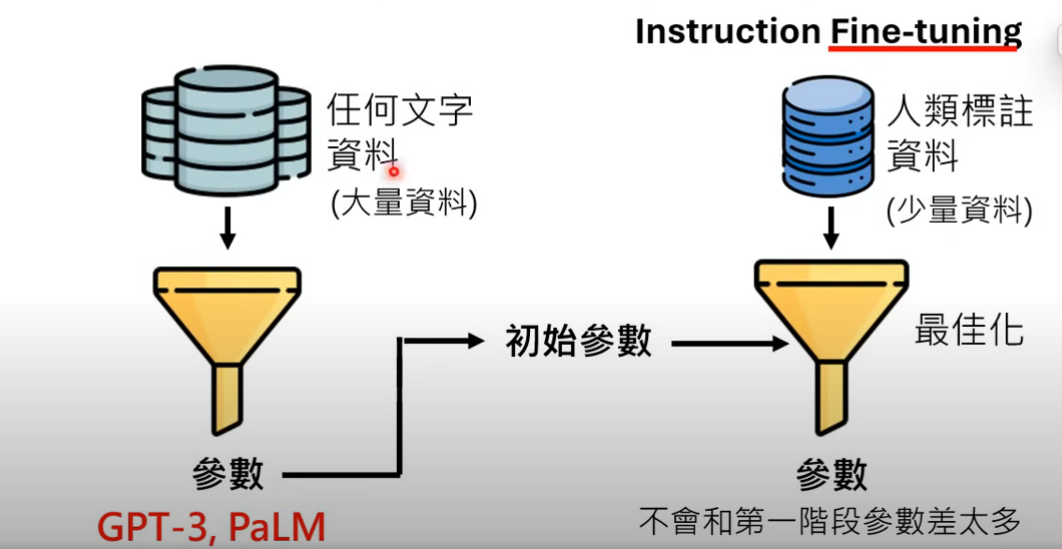 Instruction Fine-tuning
任何文字
資料
(大量資料)
人類標註
資料
(少量資料)
初始參數
最佳化
參數
GPT-3, PaLM
參數
不會和第一階段參數差太多